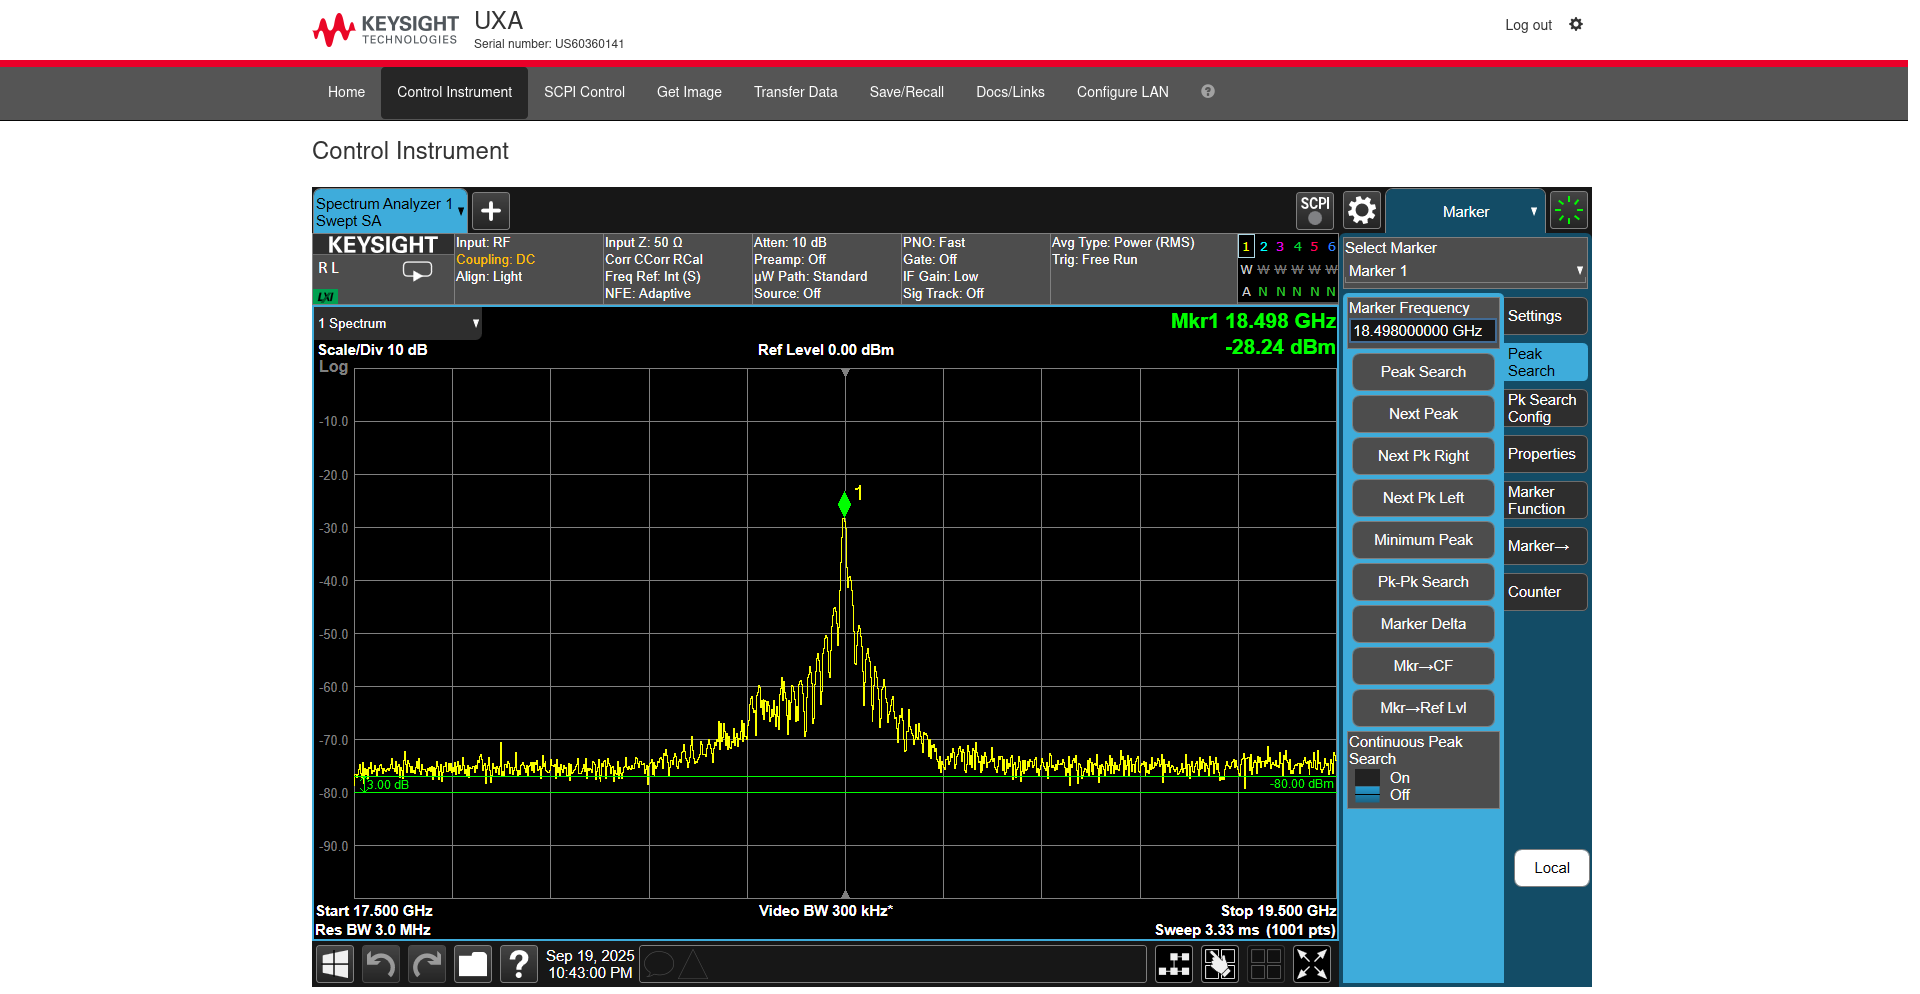 KEYSIGHT
TECHNOLOGIES
UXA
Serial number: US60360141
Log out
Home
Control Instrument
SCPI Control
Get Image
Transfer Data
Save/Recall
Docs/Links
Configure LAN
?
Control Instrument
Spectrum Analyzer 1
Swept SA
SCPI
Marker
KEYSIGHT
R L
LXI
Input: RF
Coupling: DC
Align: Light
Input Z: 50 Ω
Corr CCorr RCal
Freq Ref: Int (S)
NFE: Adaptive
Atten: 10 dB
Preamp: Off
µW Path: Standard
Source: Off
PNO: Fast
Gate: Off
IF Gain: Low
Sig Track: Off
Avg Type: Power (RMS)
Trig: Free Run
1 2 3 4 5 6
W W W W W W
A N N N N N
Select Marker
Marker 1
1 Spectrum
Mkr1 18.498 GHz
-28.24 dBm
Scale/Div 10 dB
Ref Level 0.00 dBm
Log
-10.0
-20.0
-30.0
-40.0
-50.0
-60.0
-70.0
-80.0
-90.0
1
3.00 dB
-80.00 dBm
Start 17.500 GHz
Video BW 300 kHz*
Stop 19.500 GHz
Res BW 3.0 MHz
Sweep 3.33 ms (1001 pts)
Marker Frequency
18.498000000 GHz
Peak Search
Next Peak
Next Pk Right
Next Pk Left
Minimum Peak
Pk-Pk Search
Marker Delta
Mkr→CF
Mkr→Ref Lvl
Continuous Peak
Search
On
Off
Settings
Peak
Search
Pk Search
Config
Properties
Marker
Function
Marker→
Counter
Local
?
Sep 19, 2025
10:43:00 PM